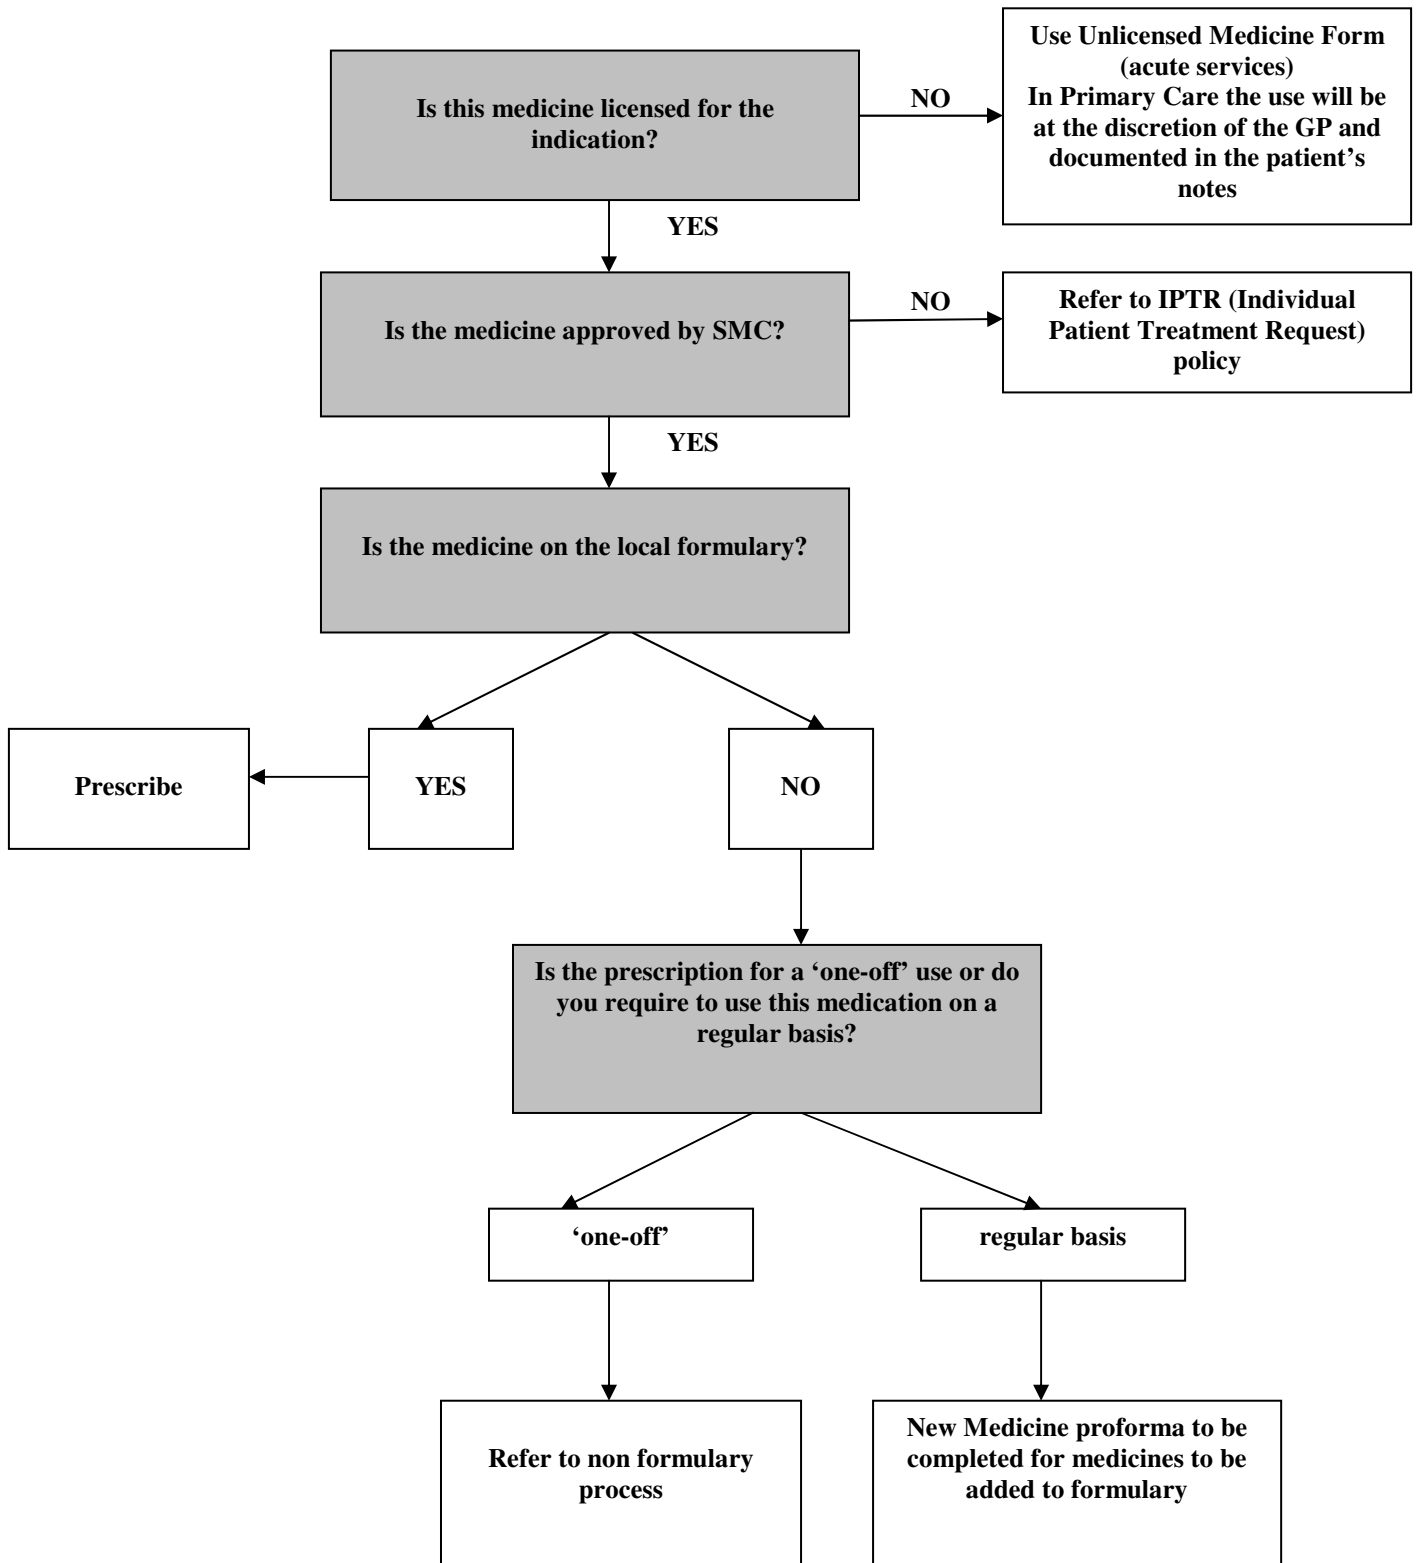 Is this medicine licensed for the
indication?
NO
Use Unlicensed Medicine Form
(acute services)
In Primary Care the use will be
at the discretion of the GP and
documented in the patient’s
notes
YES
Is the medicine approved by SMC?
NO
Refer to IPTR (Individual
Patient Treatment Request)
policy
YES
Is the medicine on the local formulary?
Prescribe
YES
NO
Is the prescription for a ‘one-off’ use or do
you require to use this medication on a
regular basis?
‘one-off’
regular basis
Refer to non formulary
process
New Medicine proforma to be
completed for medicines to be
added to formulary